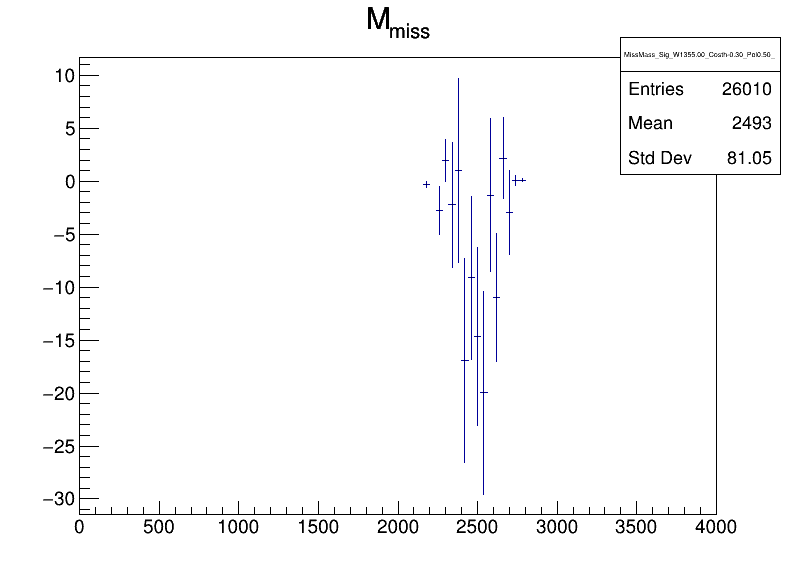 M_miss
MissMass_Sig_W1355.00_Costh-0.30_Pol0.50_
Entries 26010
Mean 2493
Std Dev 81.05
10
5
0
−5
−10
−15
−20
−25
−30
0 500 1000 1500 2000 2500 3000 3500 4000